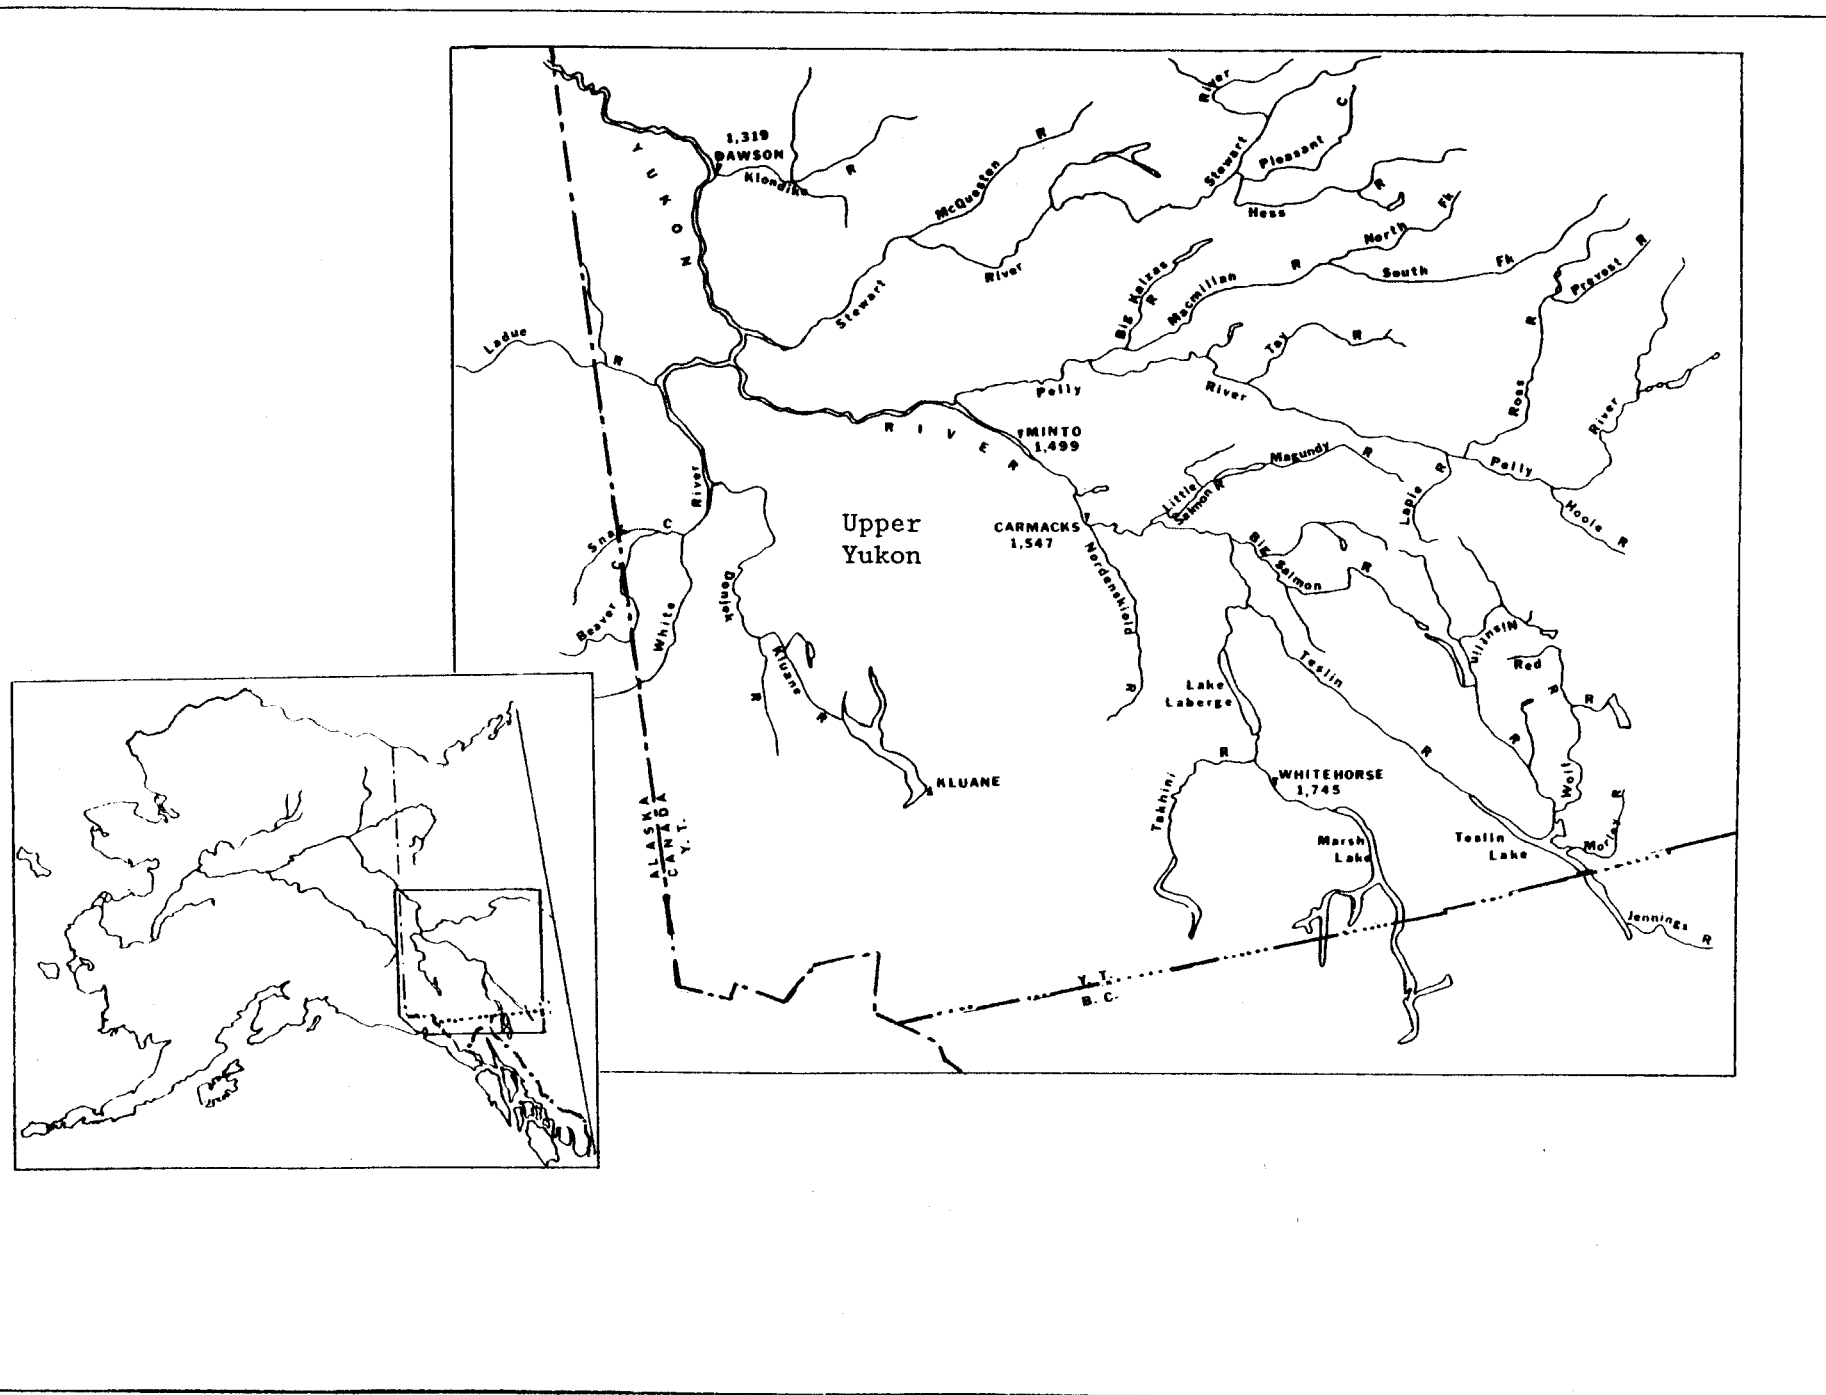 1,319
DAWSON
Klondike
R
YUKON
McQuesten
R
River
Stewart
Pleasant
C
Hess
R
Stewart
River
Big Kalzas
R
Macmillan
R
North
Fk
South
Fk
Prevost
R
Ladue
R
Pelly
River
Tay
R
Ross
R
River
RIVER
MINTO
1,499
Magundy
R
Little
Salmon R
Lapie
R
Pelly
Hoole
R
River
Upper
Yukon
CARMACKS
1,547
Nordenskiold
R
Big
Salmon
R
Snag
C
Beaver
C
White
Donjek
R
Kluane
R
KLUANE
Nisutlin
R
Red
R
Teslin
R
Lake
Laberge
R
Takhini
WHITEHORSE
1,745
Wolf
R
Morley
R
Marsh
Lake
Teslin
Lake
Jennings
R
ALASKA
CANADA
Y. T.
Y. T.
B. C.